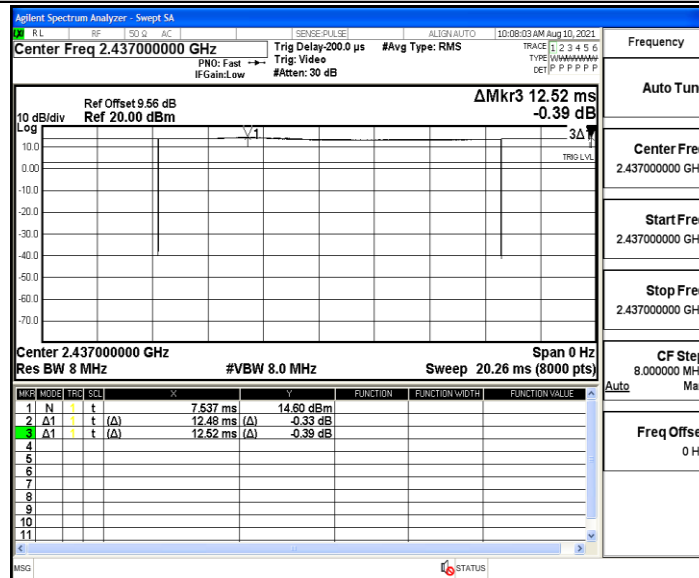 Agilent Spectrum Analyzer - Swept SA
RL RF 50 Ω AC SENSE:PULSE ALIGN AUTO 10:08:03 AM Aug 10, 2021
Center Freq 2.437000000 GHz
PNO: Fast
IFGain:Low
Trig Delay-200.0 µs
Trig: Video
#Atten: 30 dB
#Avg Type: RMS
TRACE 1 2 3 4 5 6
TYPE WWWWWW
DET P P P P P P
ΔMkr3 12.52 ms
-0.39 dB
Ref Offset 9.56 dB
10 dB/div Ref 20.00 dBm
Log
1
3Δ1
TRIG LVL
10.0
0.00
-10.0
-20.0
-30.0
-40.0
-50.0
-60.0
-70.0
Center 2.437000000 GHz Span 0 Hz
Res BW 8 MHz #VBW 8.0 MHz Sweep 20.26 ms (8000 pts)
MKR MODE TRC SCL X Y FUNCTION FUNCTION WIDTH FUNCTION VALUE
1 N 1 t 7.537 ms 14.60 dBm
2 Δ1 1 t (Δ) 12.48 ms (Δ) -0.33 dB
3 Δ1 1 t (Δ) 12.52 ms (Δ) -0.39 dB
4
5
6
7
8
9
10
11
MSG STATUS
Frequency
Auto Tun
Center Fre
2.437000000 GH
Start Fre
2.437000000 GH
Stop Fre
2.437000000 GH
CF Step
8.000000 MH
Auto Ma
Freq Offse
0 H